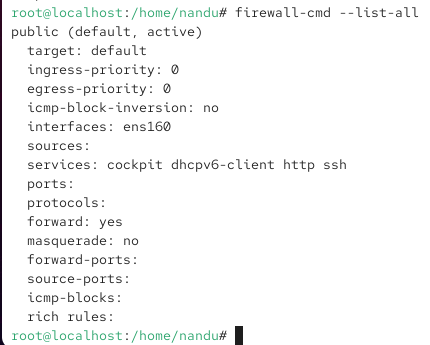 root@localhost:/home/nandu# firewall-cmd --list-all
public (default, active)
  target: default
  ingress-priority: 0
  egress-priority: 0
  icmp-block-inversion: no
  interfaces: ens160
  sources:
  services: cockpit dhcpv6-client http ssh
  ports:
  protocols:
  forward: yes
  masquerade: no
  forward-ports:
  source-ports:
  icmp-blocks:
  rich rules:
root@localhost:/home/nandu#